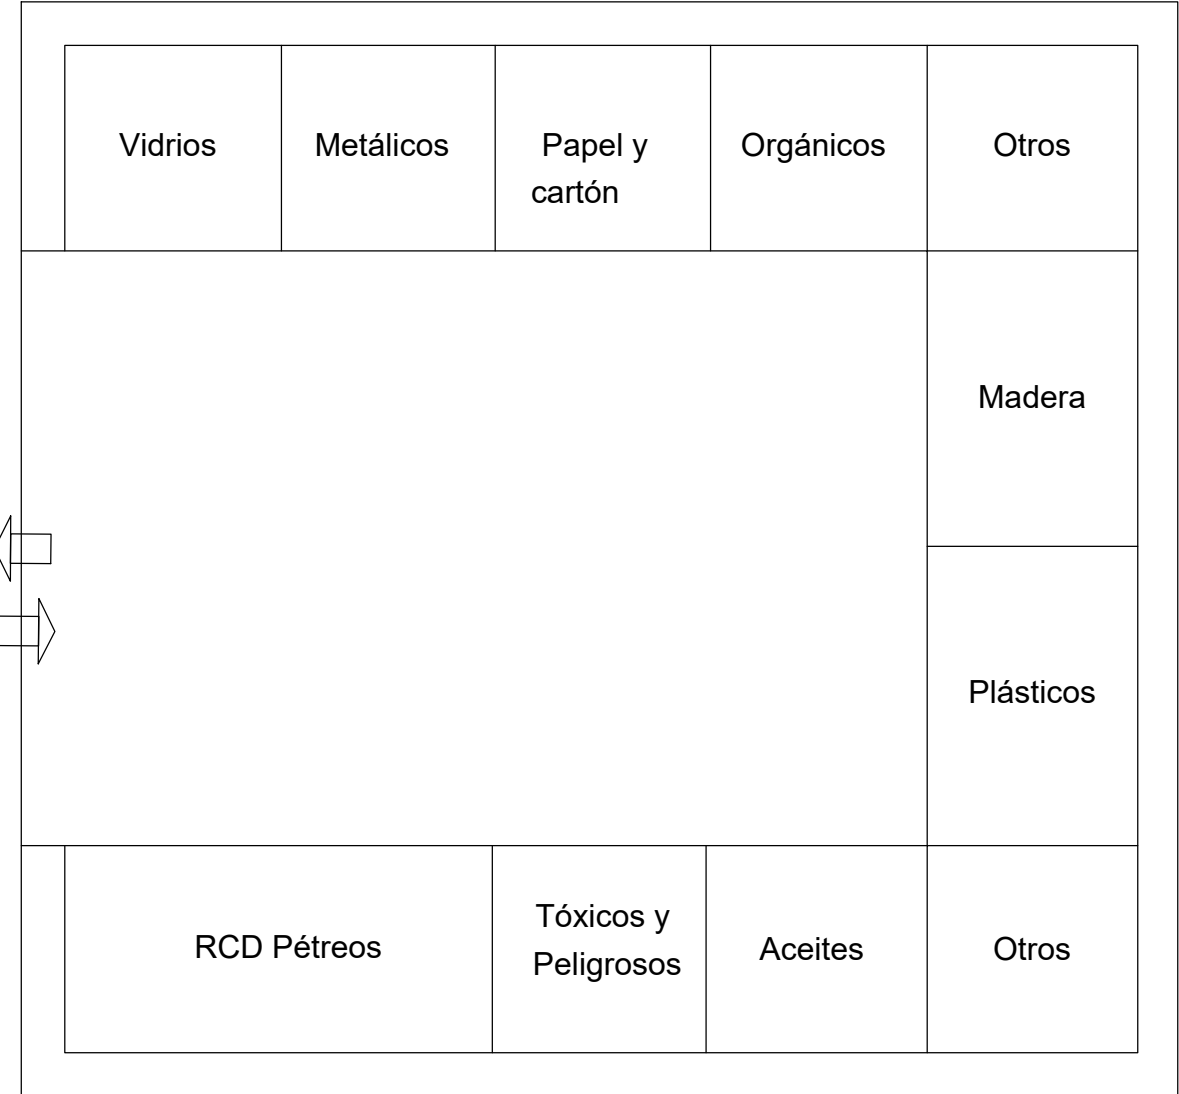 Vidrios
Metálicos
Papel y
cartón
Orgánicos
Otros
Madera
Plásticos
RCD Pétreos
Tóxicos y
Peligrosos
Aceites
Otros